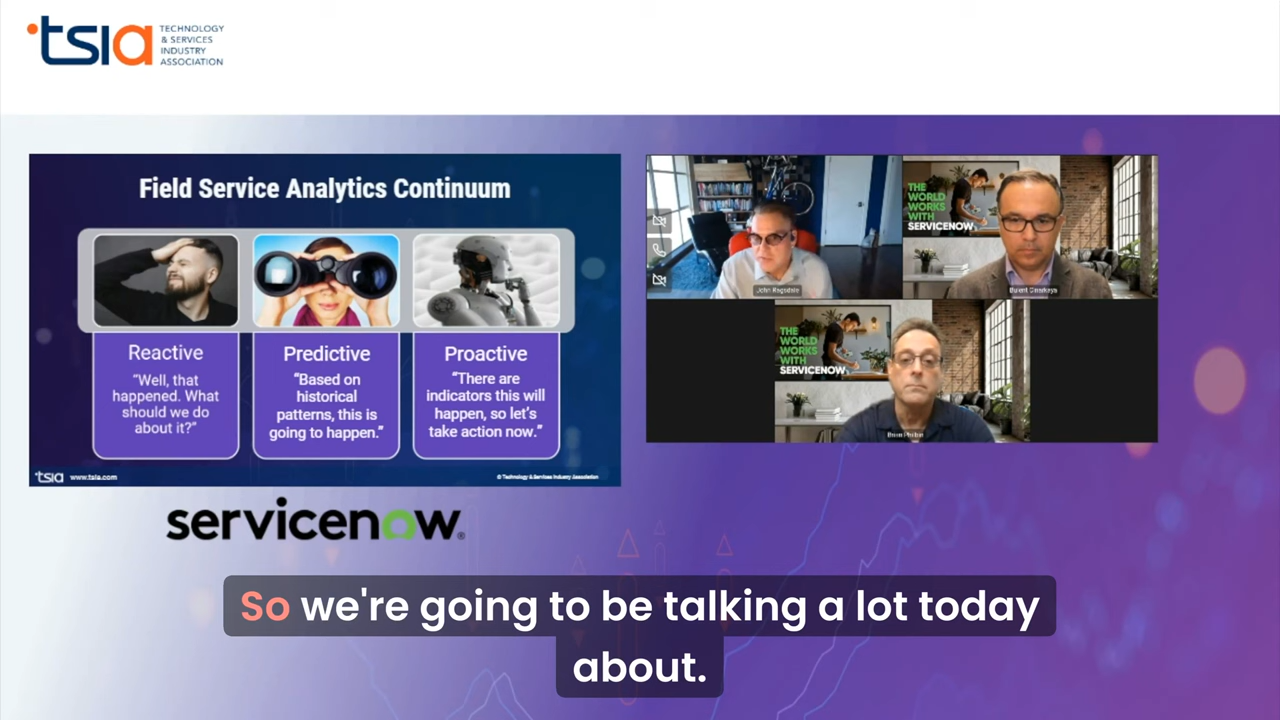 tsia
TECHNOLOGY
& SERVICES
INDUSTRY
ASSOCIATION
Field Service Analytics Continuum
Reactive
“Well, that
happened. What
should we do
about it?”
Predictive
“Based on
historical
patterns, this is
going to happen.”
Proactive
“There are
indicators this will
happen, so let’s
take action now.”
tsia www.tsia.com
© Technology & Services Industry Association
THE
WORLD
WORKS
WITH
SERVICENOW
John Ragsdale
THE
WORLD
WORKS
WITH
SERVICENOW
servicenow®
So we're going to be talking a lot today
about.